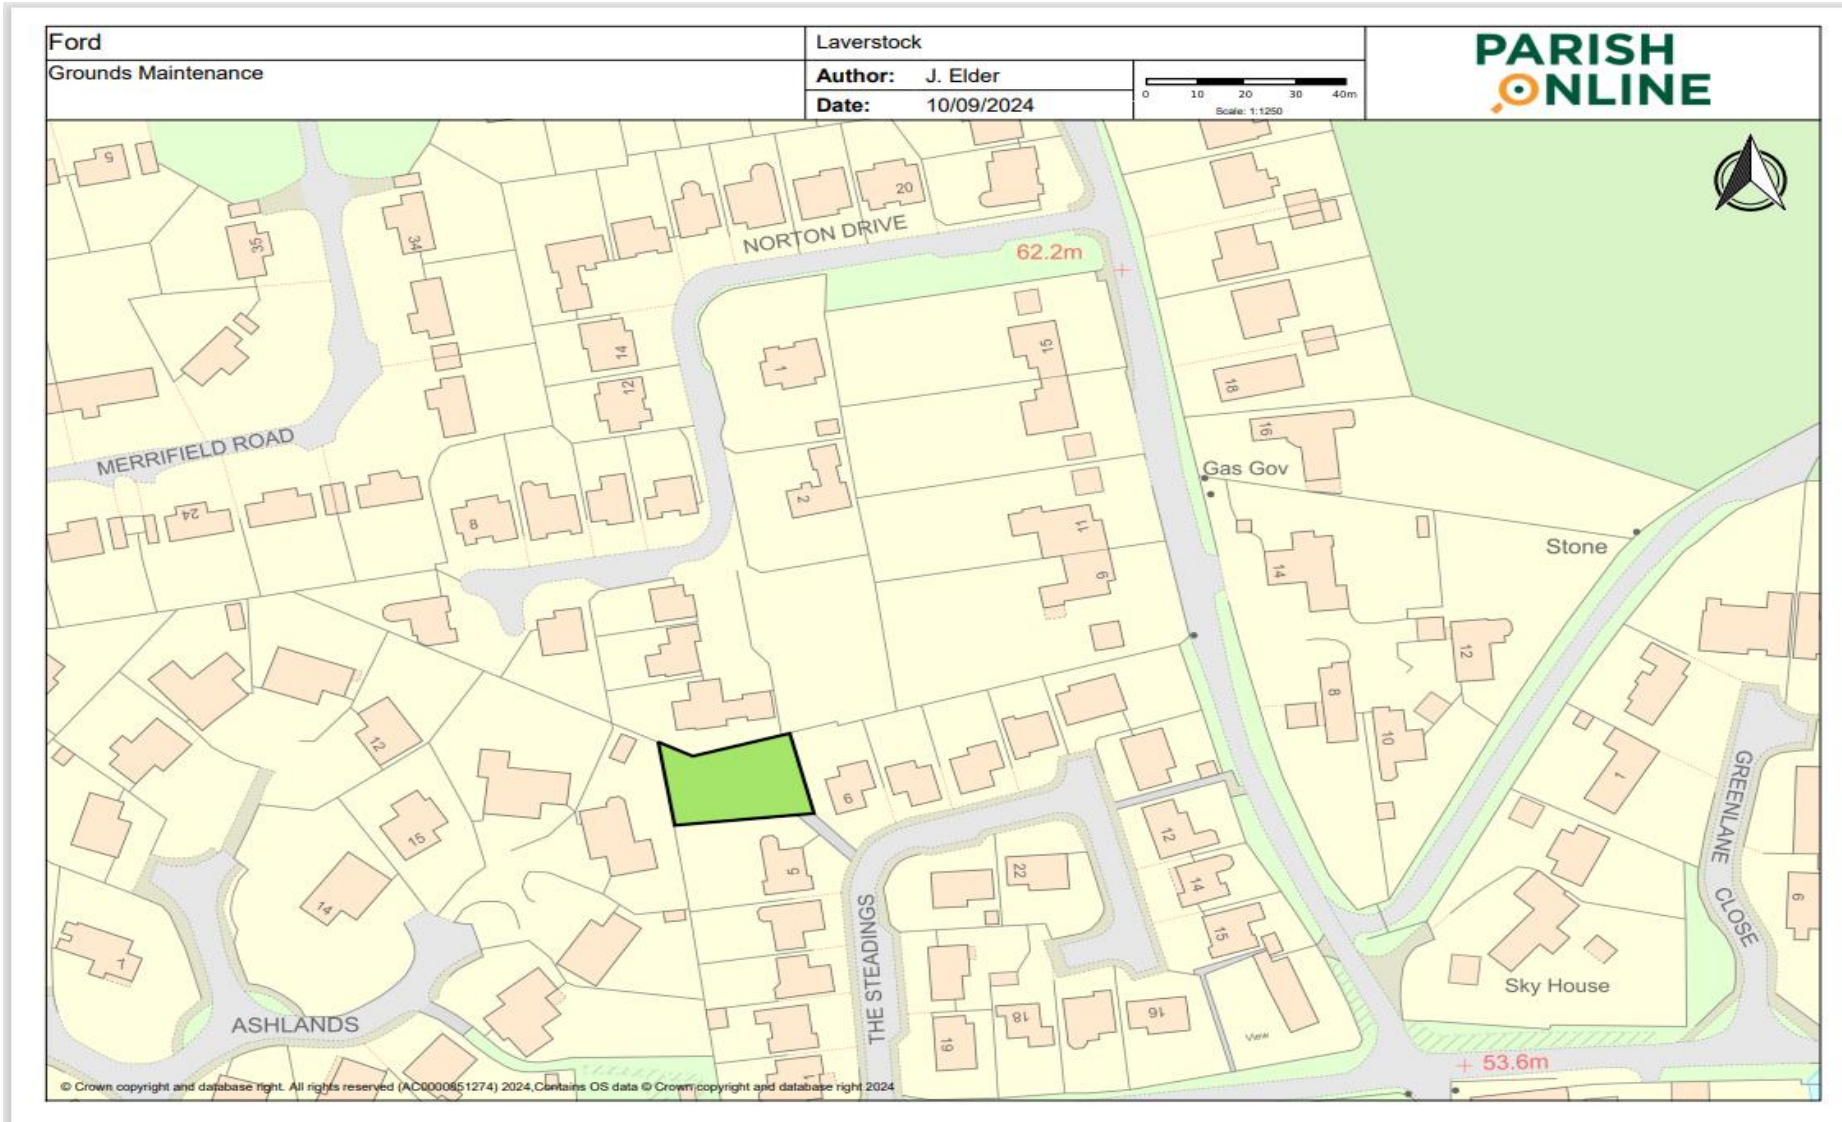 Ford
Laverstock
PARISH
ONLINE
Grounds Maintenance
Author: J. Elder
Date: 10/09/2024
0 10 20 30 40m
Scale: 1:1250
5
35
34
20
NORTON DRIVE
62.2m
14
12
1
15
18
16
MERRIFIELD ROAD
Gas Gov
24
8
2
11
Stone
14
9
12
12
8
10
1
GREENLANE CLOSE
15
6
12
5
22
14
14
6
15
7
THE STEADINGS
Sky House
ASHLANDS
18
16
19
View
53.6m
© Crown copyright and database right. All rights reserved (AC0000851274) 2024,Contains OS data © Crown copyright and database right 2024